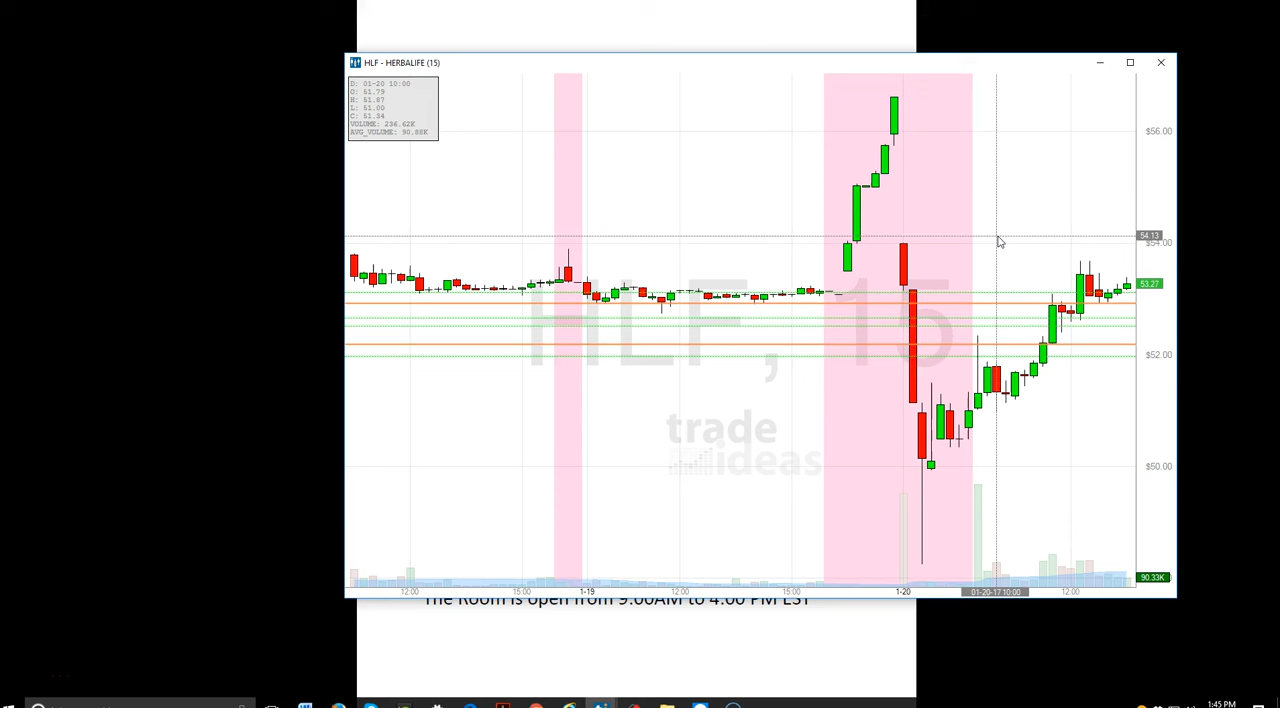 HLF - HERBALIFE (15)
D: 01-20 10:00
O: 51.79
H: 51.87
L: 51.00
C: 51.34
VOLUME: 236.62K
AVG_VOLUME: 90.88K
$56.00
54.13
$54.00
53.27
HLF, 15
$52.00
trade
ideas
$50.00
90.33K
12:00 15:00 1-19 12:00 15:00 1-20 01-20-17 10:00 12:00
The Room is open from 9:00AM to 4:00 PM EST
1:45 PM